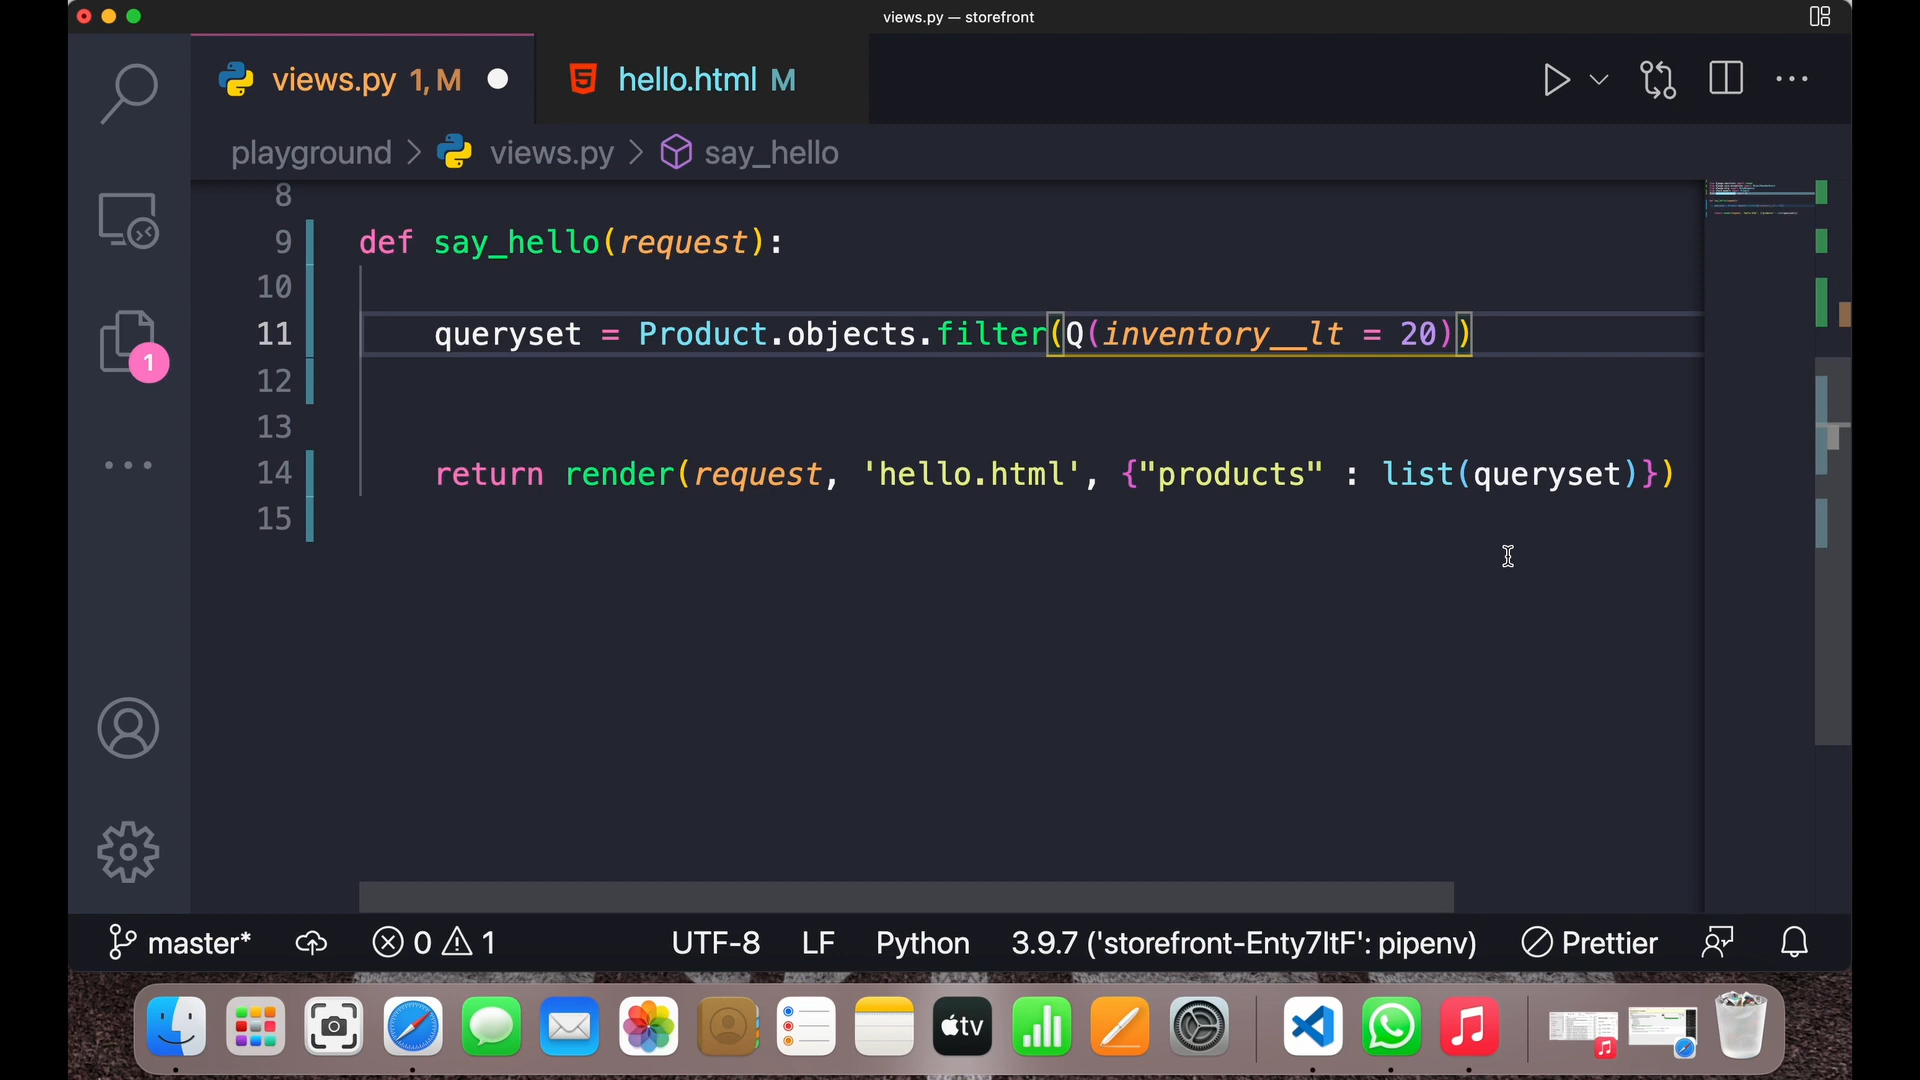 views.py — storefront
views.py 1, M
hello.html M
playground > views.py > say_hello
8
9 def say_hello(request):
10
11 queryset = Product.objects.filter(Q(inventory__lt = 20))
12
13
14 return render(request, 'hello.html', {"products" : list(queryset)})
15
1
master* 0 1 UTF-8 LF Python 3.9.7 ('storefront-Enty7ltF': pipenv) Prettier
tv